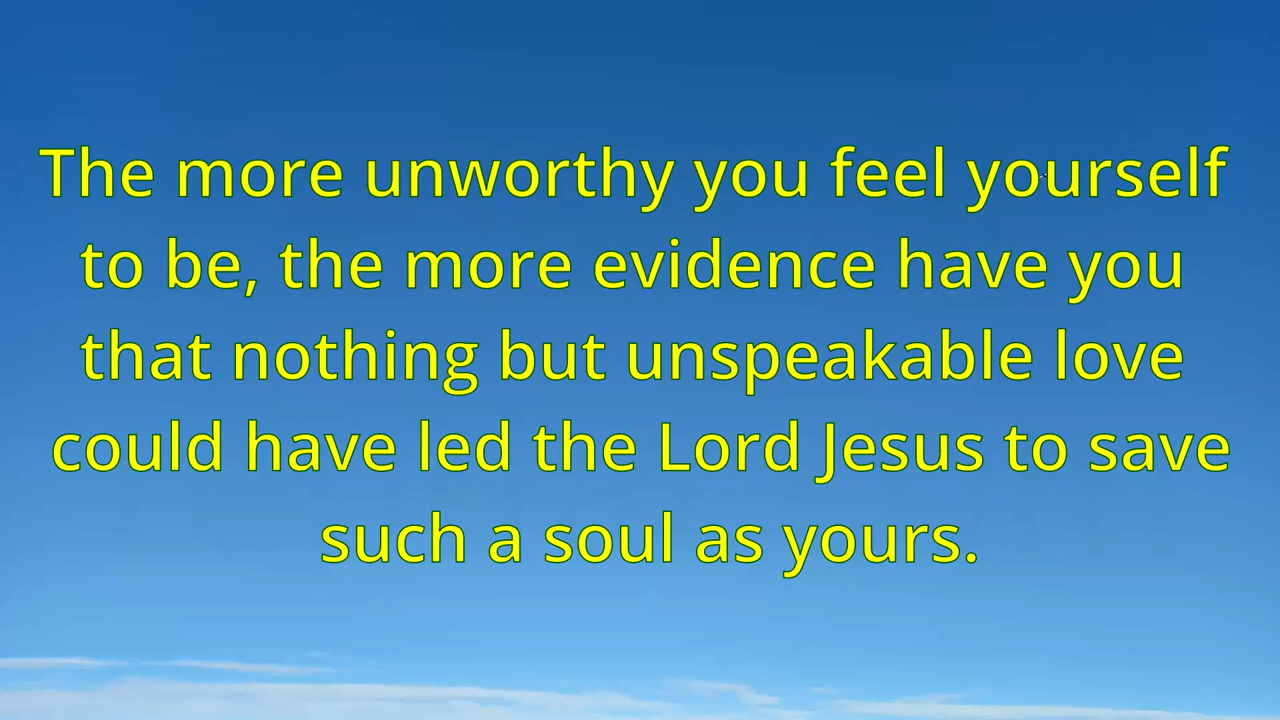 The more unworthy you feel yourself
to be, the more evidence have you
that nothing but unspeakable love
could have led the Lord Jesus to save
such a soul as yours.